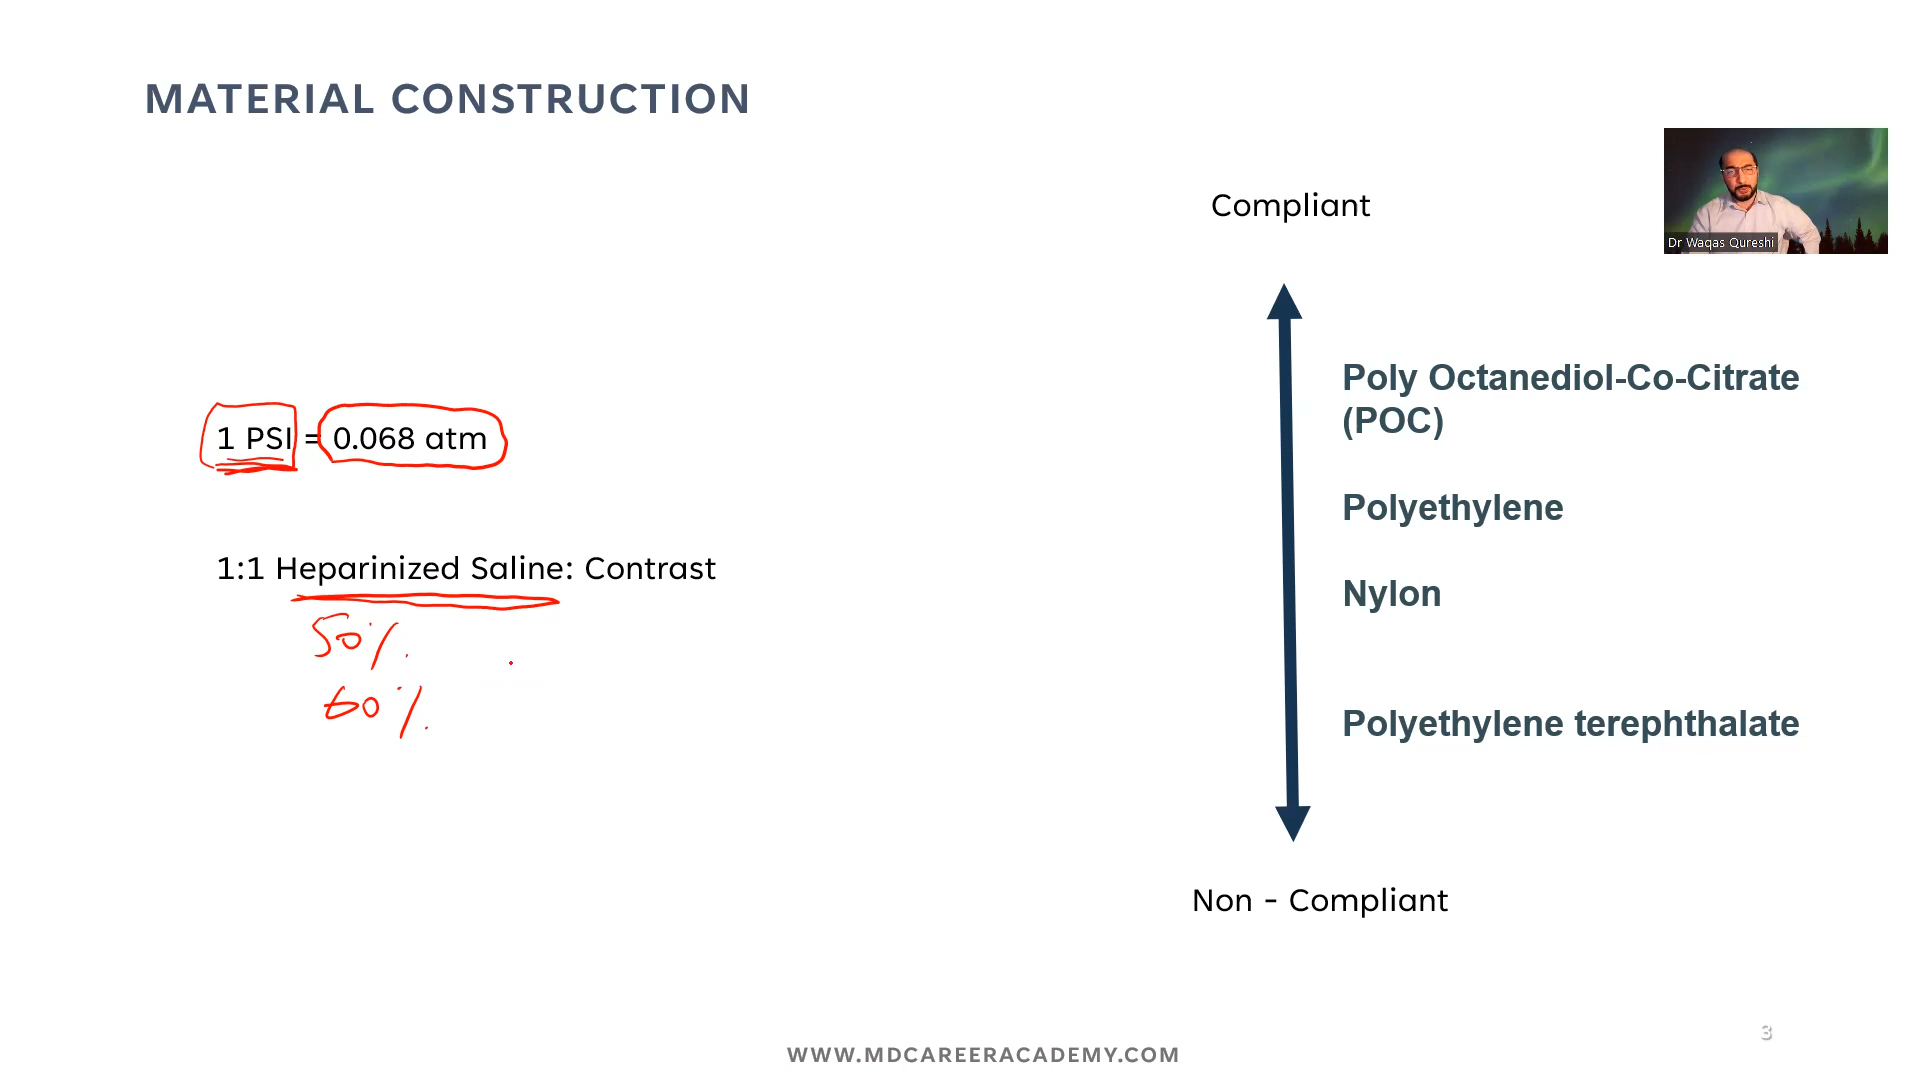 MATERIAL CONSTRUCTION
Compliant
Dr Waqas Qureshi
Poly Octanediol-Co-Citrate
(POC)
1 PSI = 0.068 atm
Polyethylene
1:1 Heparinized Saline: Contrast
Nylon
50%
60%
Polyethylene terephthalate
Non - Compliant
3
WWW.MDCAREERACADEMY.COM